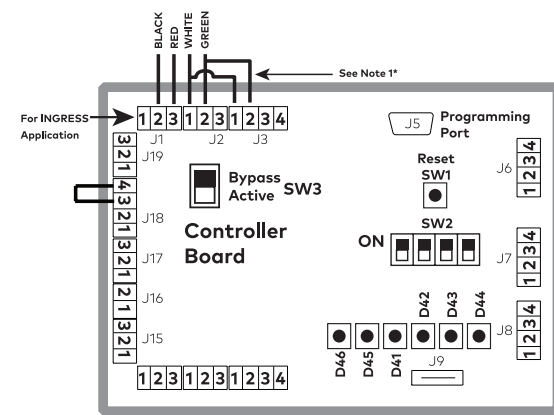 BLACK
RED
WHITE
GREEN
See Note 1*
For INGRESS
Application
1 2 3 1 2 3 1 2 3 4
J1 J2 J3
3 2 1
J19
4 3 2 1
J18
3 2 1
J17
2 1
J16
3 2 1
J15
Bypass
Active
SW3
Controller
Board
J5
Programming
Port
Reset
SW1
SW2
ON
J6
1 2 3 4
J7
1 2 3 4
J8
1 2 3 4
D42
D43
D44
D46
D45
D41
J9
1 2 3 1 2 3 1 2 3 4